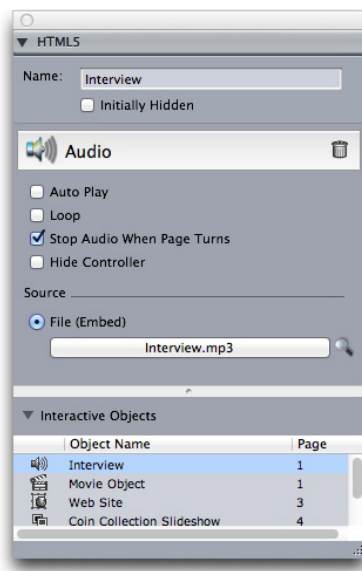 HTML5
Name: Interview
Initially Hidden
Audio
Auto Play
Loop
Stop Audio When Page Turns
Hide Controller
Source
File (Embed)
Interview.mp3
Interactive Objects
Object Name Page
Interview 1
Movie Object 1
Web Site 3
Coin Collection Slideshow 4